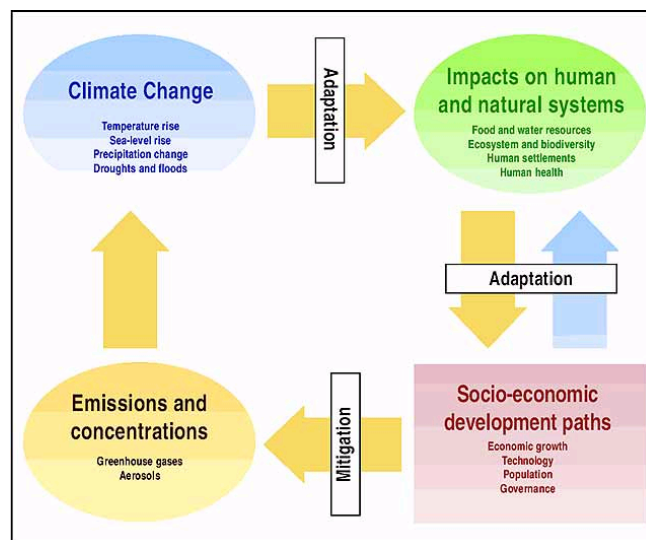 Climate Change
Temperature rise
Sea-level rise
Precipitation change
Droughts and floods
Adaptation
Impacts on human
and natural systems
Food and water resources
Ecosystem and biodiversity
Human settlements
Human health
Adaptation
Emissions and
concentrations
Greenhouse gases
Aerosols
Mitigation
Socio-economic
development paths
Economic growth
Technology
Population
Governance